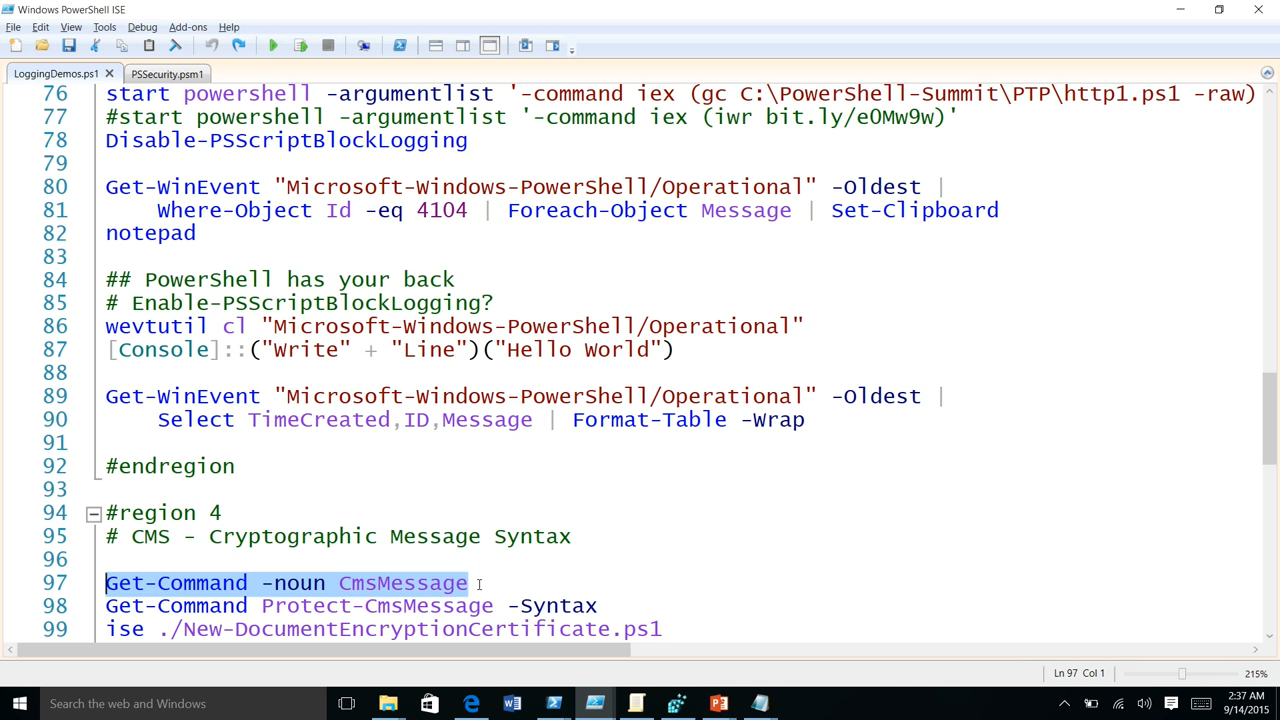 Windows PowerShell ISE
File Edit View Tools Debug Add-ons Help
LoggingDemos.ps1 PSSecurity.psm1
76 start powershell -argumentlist '-command iex (gc C:\PowerShell-Summit\PTP\http1.ps1 -raw)
77 #start powershell -argumentlist '-command iex (iwr bit.ly/e0Mw9w)'
78 Disable-PSScriptBlockLogging
79
80 Get-WinEvent "Microsoft-Windows-PowerShell/Operational" -Oldest |
81 Where-Object Id -eq 4104 | Foreach-Object Message | Set-Clipboard
82 notepad
83
84 ## PowerShell has your back
85 # Enable-PSScriptBlockLogging?
86 wevtutil cl "Microsoft-Windows-PowerShell/Operational"
87 [Console]::("Write" + "Line")("Hello World")
88
89 Get-WinEvent "Microsoft-Windows-PowerShell/Operational" -Oldest |
90 Select TimeCreated,ID,Message | Format-Table -Wrap
91
92 #endregion
93
94 #region 4
95 # CMS - Cryptographic Message Syntax
96
97 Get-Command -noun CmsMessage
98 Get-Command Protect-CmsMessage -Syntax
99 ise ./New-DocumentEncryptionCertificate.ps1
Ln 97 Col 1 215%
Search the web and Windows
2:37 AM
9/14/2015